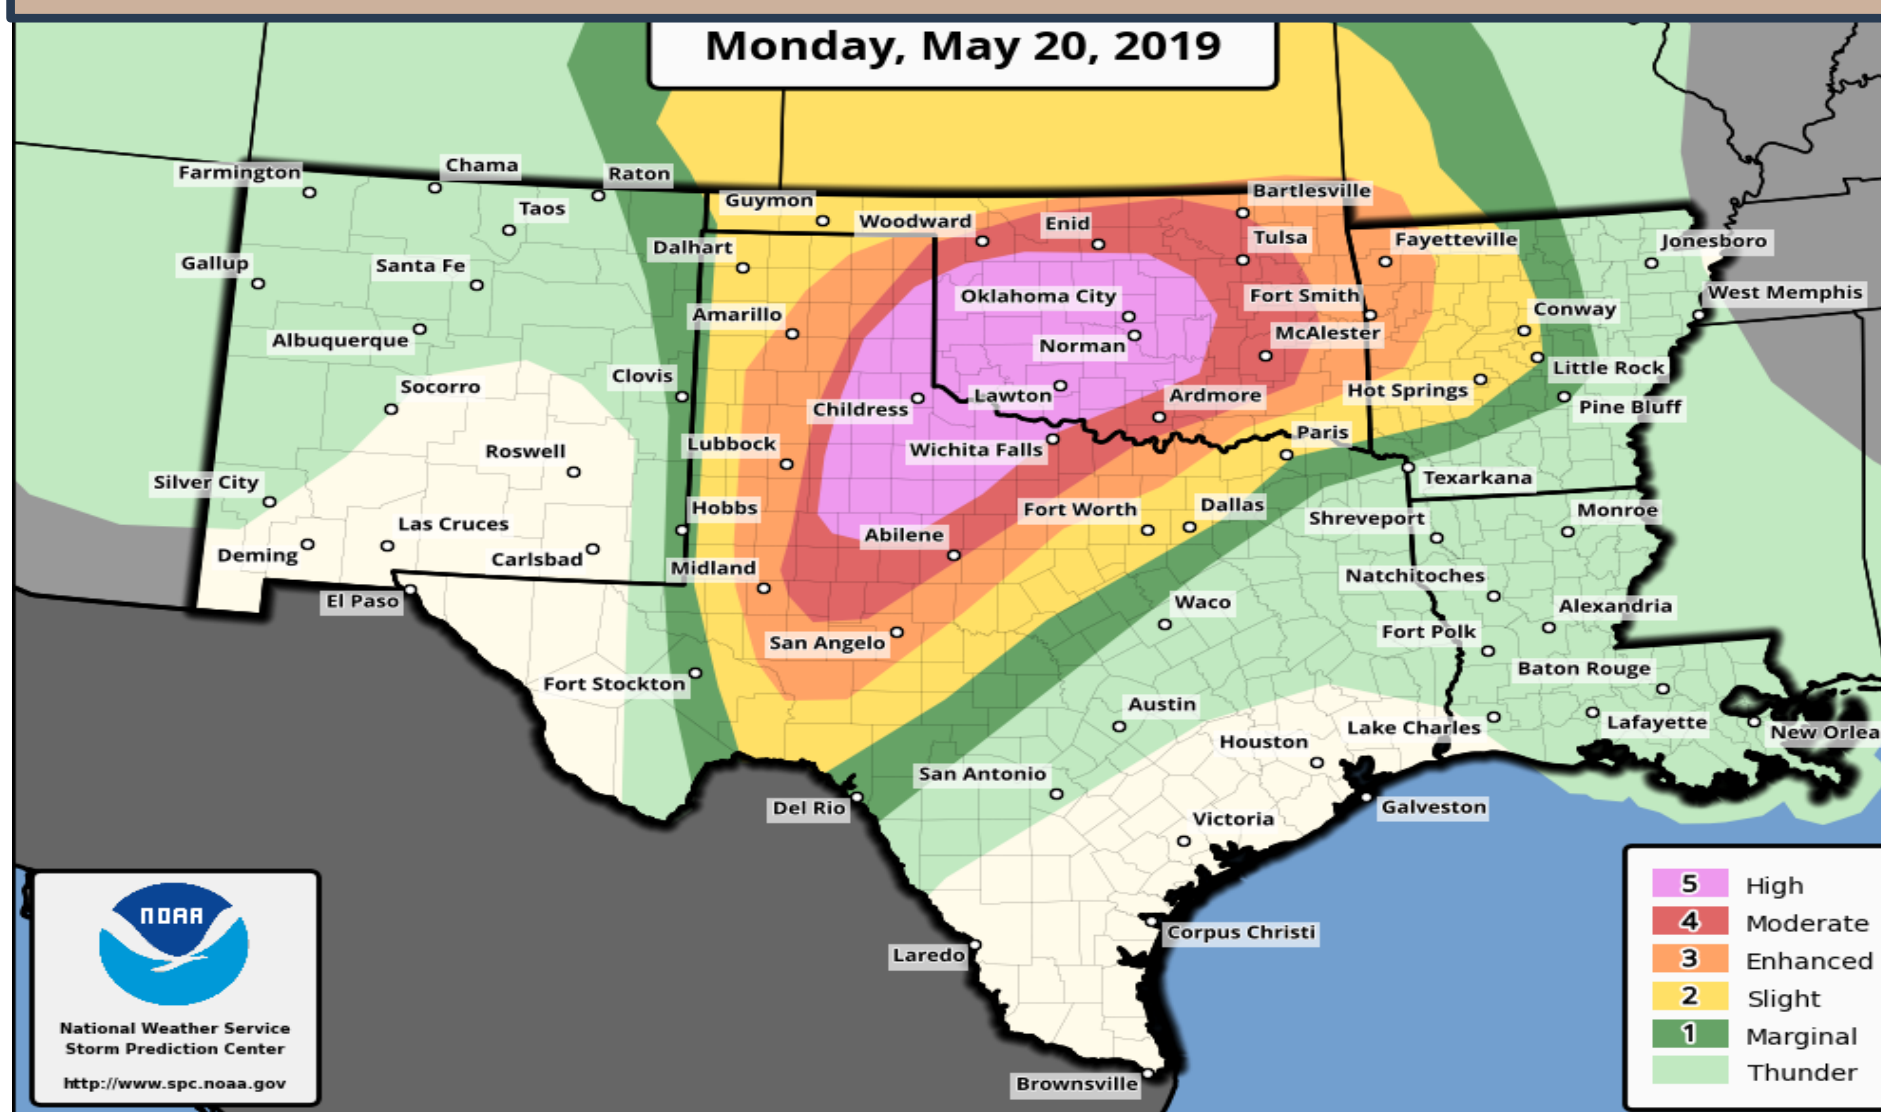 Monday, May 20, 2019
Farmington
Chama
Raton
Taos
Guymon
Woodward
Enid
Bartlesville
Tulsa
Fayetteville
Jonesboro
Dalhart
Gallup
Santa Fe
Oklahoma City
Fort Smith
West Memphis
Amarillo
Conway
Albuquerque
Norman
McAlester
Little Rock
Socorro
Clovis
Childress
Lawton
Ardmore
Hot Springs
Pine Bluff
Roswell
Lubbock
Wichita Falls
Paris
Texarkana
Silver City
Las Cruces
Hobbs
Fort Worth
Dallas
Shreveport
Monroe
Deming
Carlsbad
Midland
Abilene
Natchitoches
El Paso
Waco
Alexandria
San Angelo
Fort Polk
Fort Stockton
Baton Rouge
Austin
Lake Charles
Lafayette
New Orlea
Houston
San Antonio
Del Rio
Galveston
Victoria
Corpus Christi
Laredo
Brownsville
NOAA
National Weather Service
Storm Prediction Center
http://www.spc.noaa.gov
5 High
4 Moderate
3 Enhanced
2 Slight
1 Marginal
Thunder